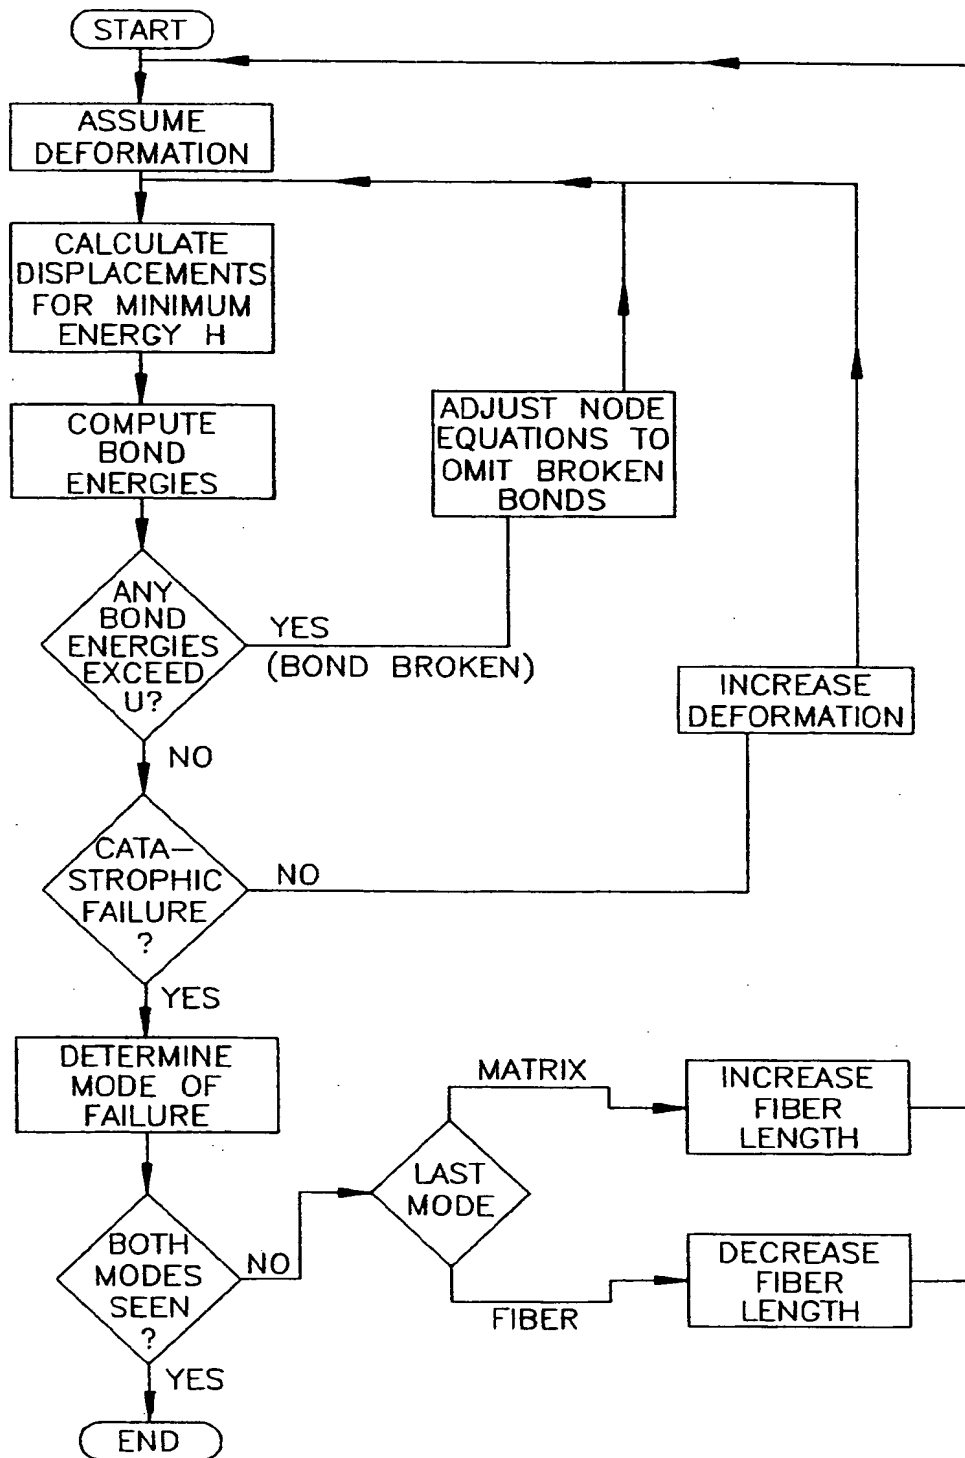 START
ASSUME
DEFORMATION
CALCULATE
DISPLACEMENTS
FOR MINIMUM
ENERGY H
COMPUTE
BOND
ENERGIES
ADJUST NODE
EQUATIONS TO
OMIT BROKEN
BONDS
ANY
BOND
ENERGIES
EXCEED
U?
YES
(BOND BROKEN)
INCREASE
DEFORMATION
NO
CATA—
STROPHIC
FAILURE
?
NO
YES
DETERMINE
MODE OF
FAILURE
MATRIX
INCREASE
FIBER
LENGTH
LAST
MODE
BOTH
MODES
SEEN
?
NO
DECREASE
FIBER
LENGTH
FIBER
YES
END